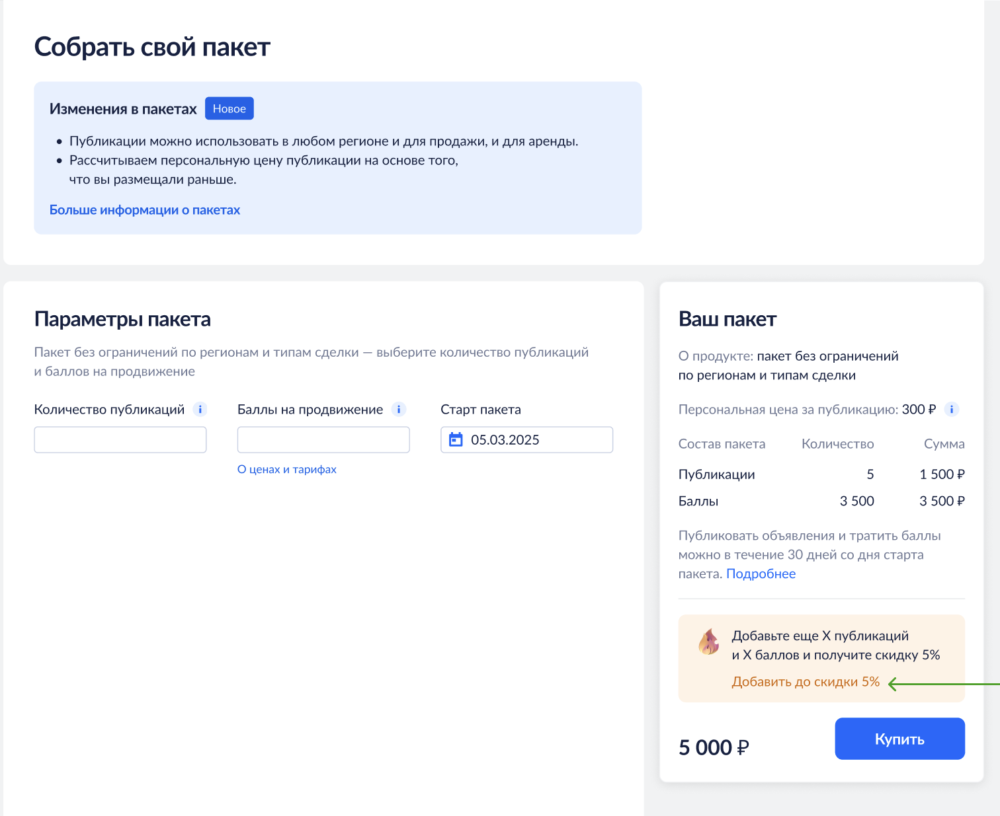 Собрать свой пакет
Изменения в пакетах Новое
• Публикации можно использовать в любом регионе и для продажи, и для аренды.
• Рассчитываем персональную цену публикации на основе того,
что вы размещали раньше.
Больше информации о пакетах
Параметры пакета
Пакет без ограничений по регионам и типам сделки — выберите количество публикаций
и баллов на продвижение
Количество публикаций i
Баллы на продвижение i
О ценах и тарифах
Старт пакета
05.03.2025
Ваш пакет
О продукте: пакет без ограничений
по регионам и типам сделки
Персональная цена за публикацию: 300 ₽ i
Состав пакета Количество Сумма
Публикации 5 1 500 ₽
Баллы 3 500 3 500 ₽
Публиковать объявления и тратить баллы
можно в течение 30 дней со дня старта
пакета. Подробнее
Добавьте еще X публикаций
и X баллов и получите скидку 5%
Добавить до скидки 5%
5 000 ₽
Купить